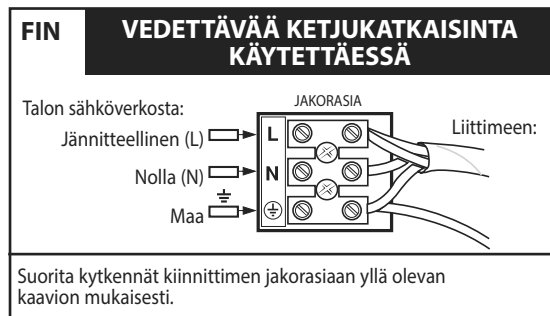 FIN
VEDETTÄVÄÄ KETJUKATKAISINTA
KÄYTETTÄESSÄ
Talon sähköverkosta:
JAKORASIA
Liittimeen:
Jännitteellinen (L)
L
Nolla (N)
N
Maa
Suorita kytkennät kiinnittimen jakorasiaan yllä olevan
kaavion mukaisesti.